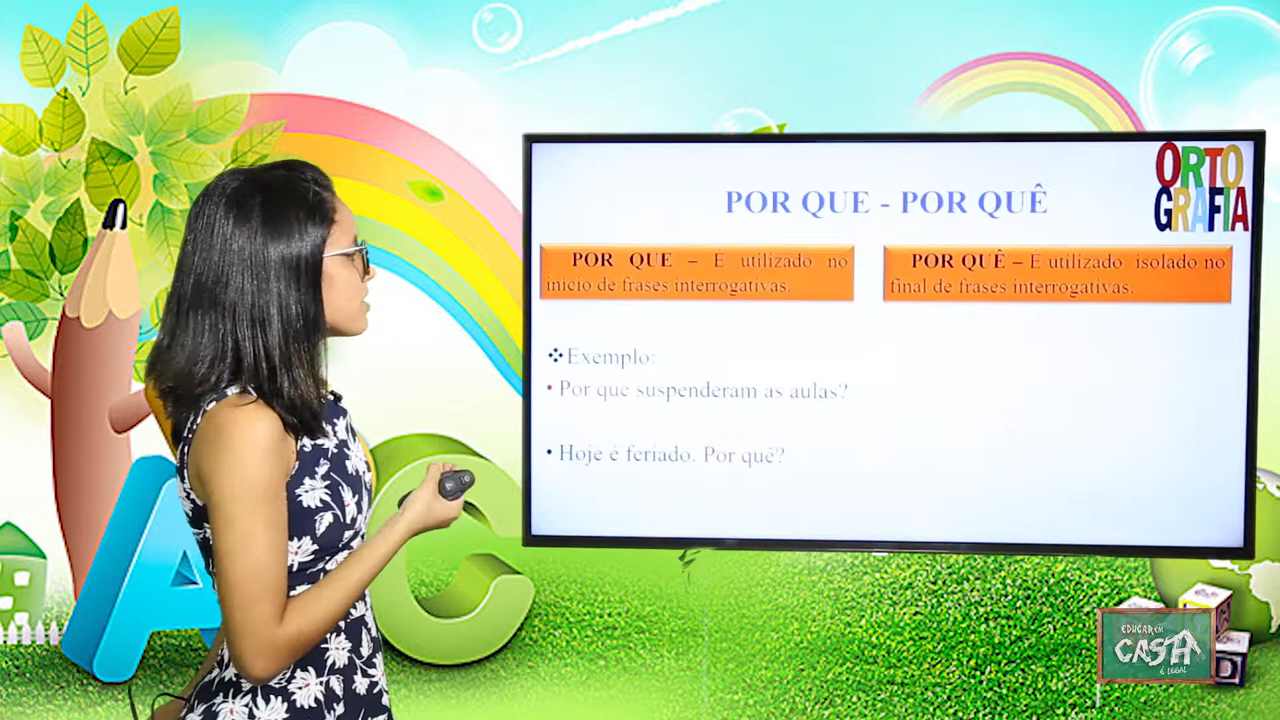 ORTO
GRAFIA
POR QUE - POR QUÊ
POR QUE – É utilizado no
início de frases interrogativas.
POR QUÊ – É utilizado isolado no
final de frases interrogativas.
❖Exemplo:
• Por que suspenderam as aulas?
• Hoje é feriado. Por quê?
A
C
EDUCAR EM
CASA
É LEGAL